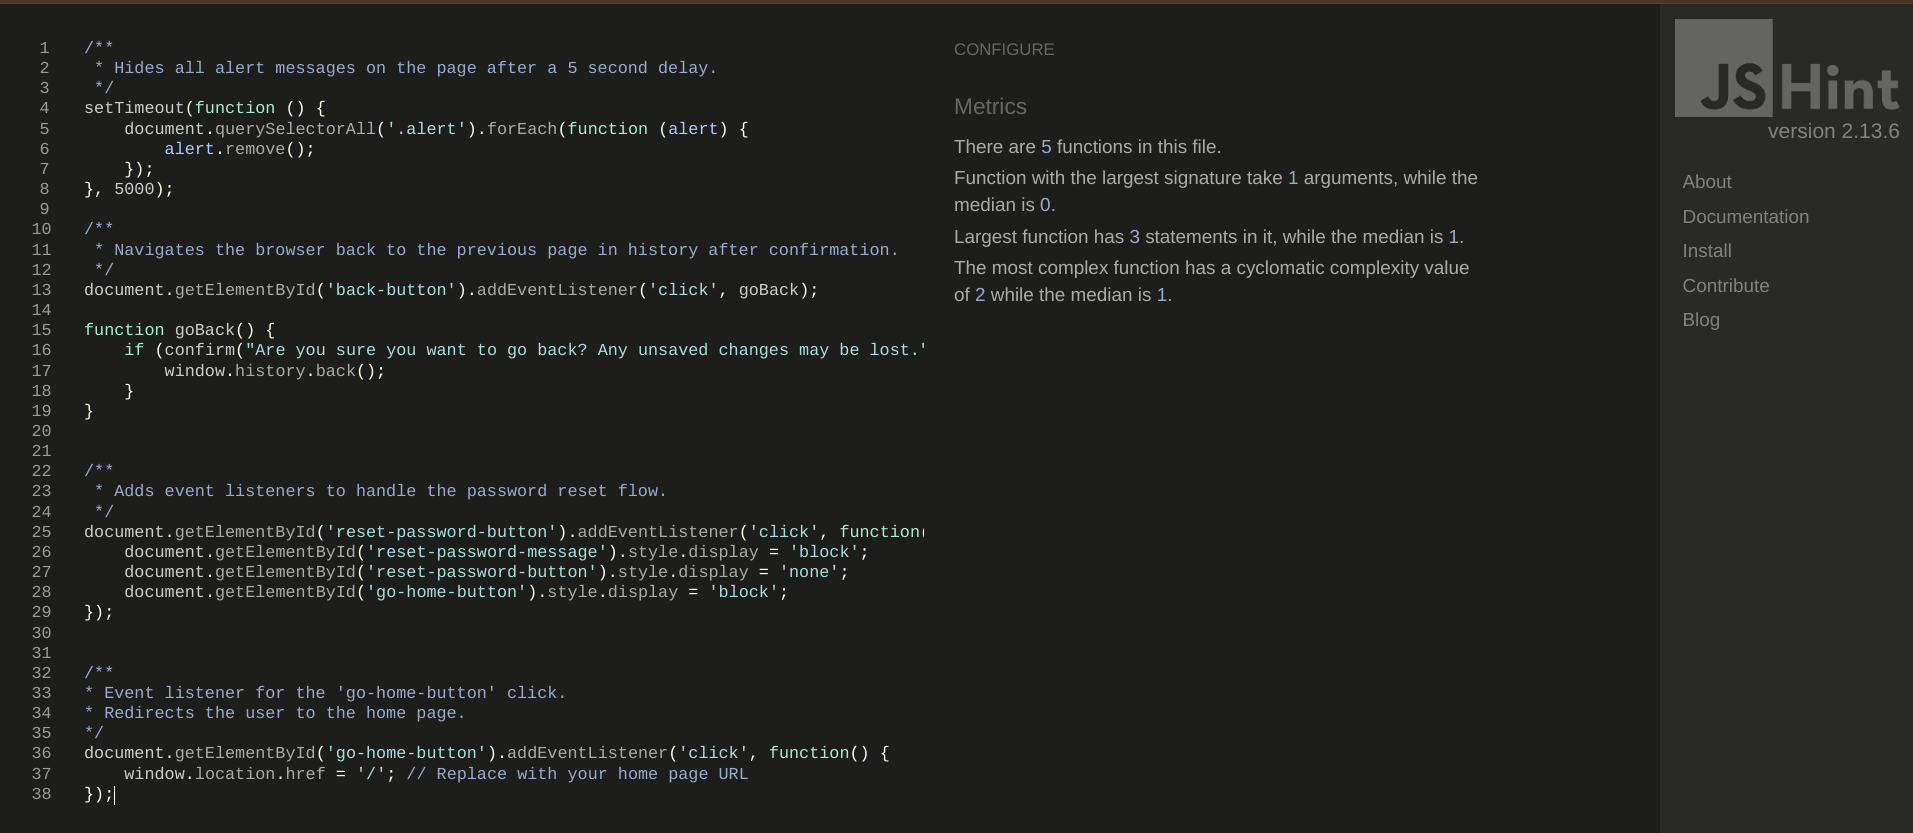 1 /**
2  * Hides all alert messages on the page after a 5 second delay.
3  */
4 setTimeout(function () {
5     document.querySelectorAll('.alert').forEach(function (alert) {
6         alert.remove();
7     });
8 }, 5000);
9
10 /**
11  * Navigates the browser back to the previous page in history after confirmation.
12  */
13 document.getElementById('back-button').addEventListener('click', goBack);
14
15 function goBack() {
16     if (confirm("Are you sure you want to go back? Any unsaved changes may be lost."
17         window.history.back();
18     }
19 }
20
21
22 /**
23  * Adds event listeners to handle the password reset flow.
24  */
25 document.getElementById('reset-password-button').addEventListener('click', function(
26     document.getElementById('reset-password-message').style.display = 'block';
27     document.getElementById('reset-password-button').style.display = 'none';
28     document.getElementById('go-home-button').style.display = 'block';
29 });
30
31
32 /**
33 * Event listener for the 'go-home-button' click.
34 * Redirects the user to the home page.
35 */
36 document.getElementById('go-home-button').addEventListener('click', function() {
37     window.location.href = '/'; // Replace with your home page URL
38 });
CONFIGURE
Metrics
There are 5 functions in this file.
Function with the largest signature take 1 arguments, while the
median is 0.
Largest function has 3 statements in it, while the median is 1.
The most complex function has a cyclomatic complexity value
of 2 while the median is 1.
JSHint
version 2.13.6
About
Documentation
Install
Contribute
Blog